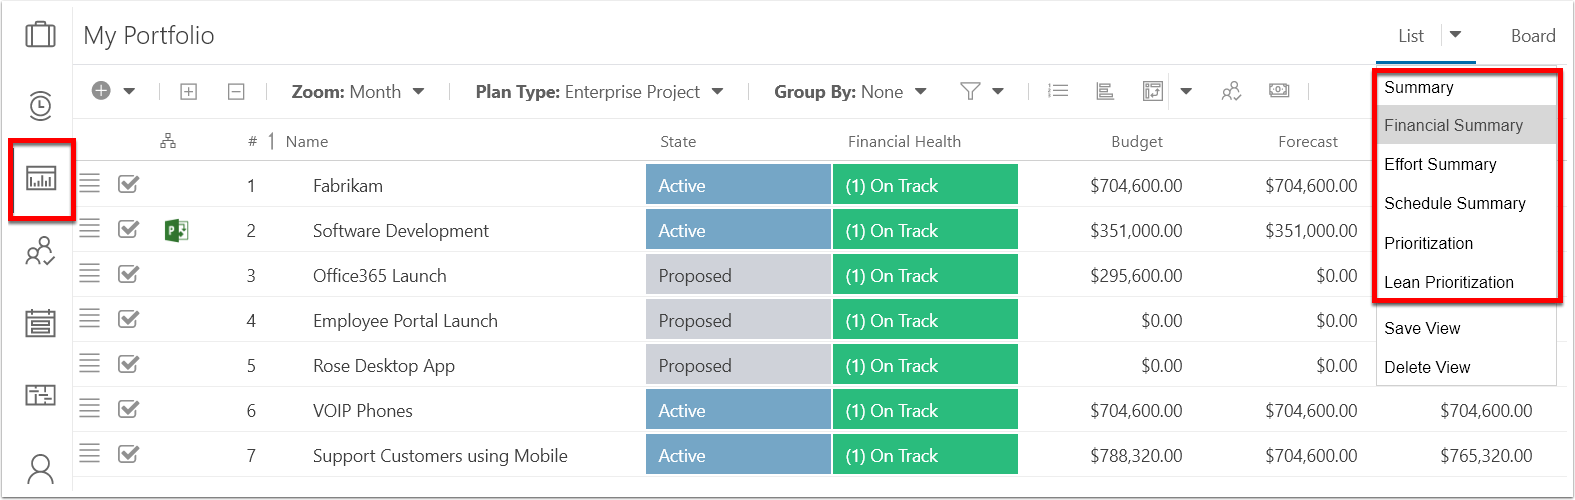 My Portfolio List Board
Zoom: Month Plan Type: Enterprise Project Group By: None
Summary
Financial Summary
Effort Summary
Schedule Summary
Prioritization
Lean Prioritization
Save View
Delete View
# 1 Name State Financial Health Budget Forecast
1 Fabrikam Active (1) On Track $704,600.00 $704,600.00
P 2 Software Development Active (1) On Track $351,000.00 $351,000.00
3 Office365 Launch Proposed (1) On Track $295,600.00 $0.00
4 Employee Portal Launch Proposed (1) On Track $0.00 $0.00
5 Rose Desktop App Proposed (1) On Track $0.00 $0.00
6 VOIP Phones Active (1) On Track $704,600.00 $704,600.00 $704,600.00
7 Support Customers using Mobile Active (1) On Track $788,320.00 $704,600.00 $765,320.00